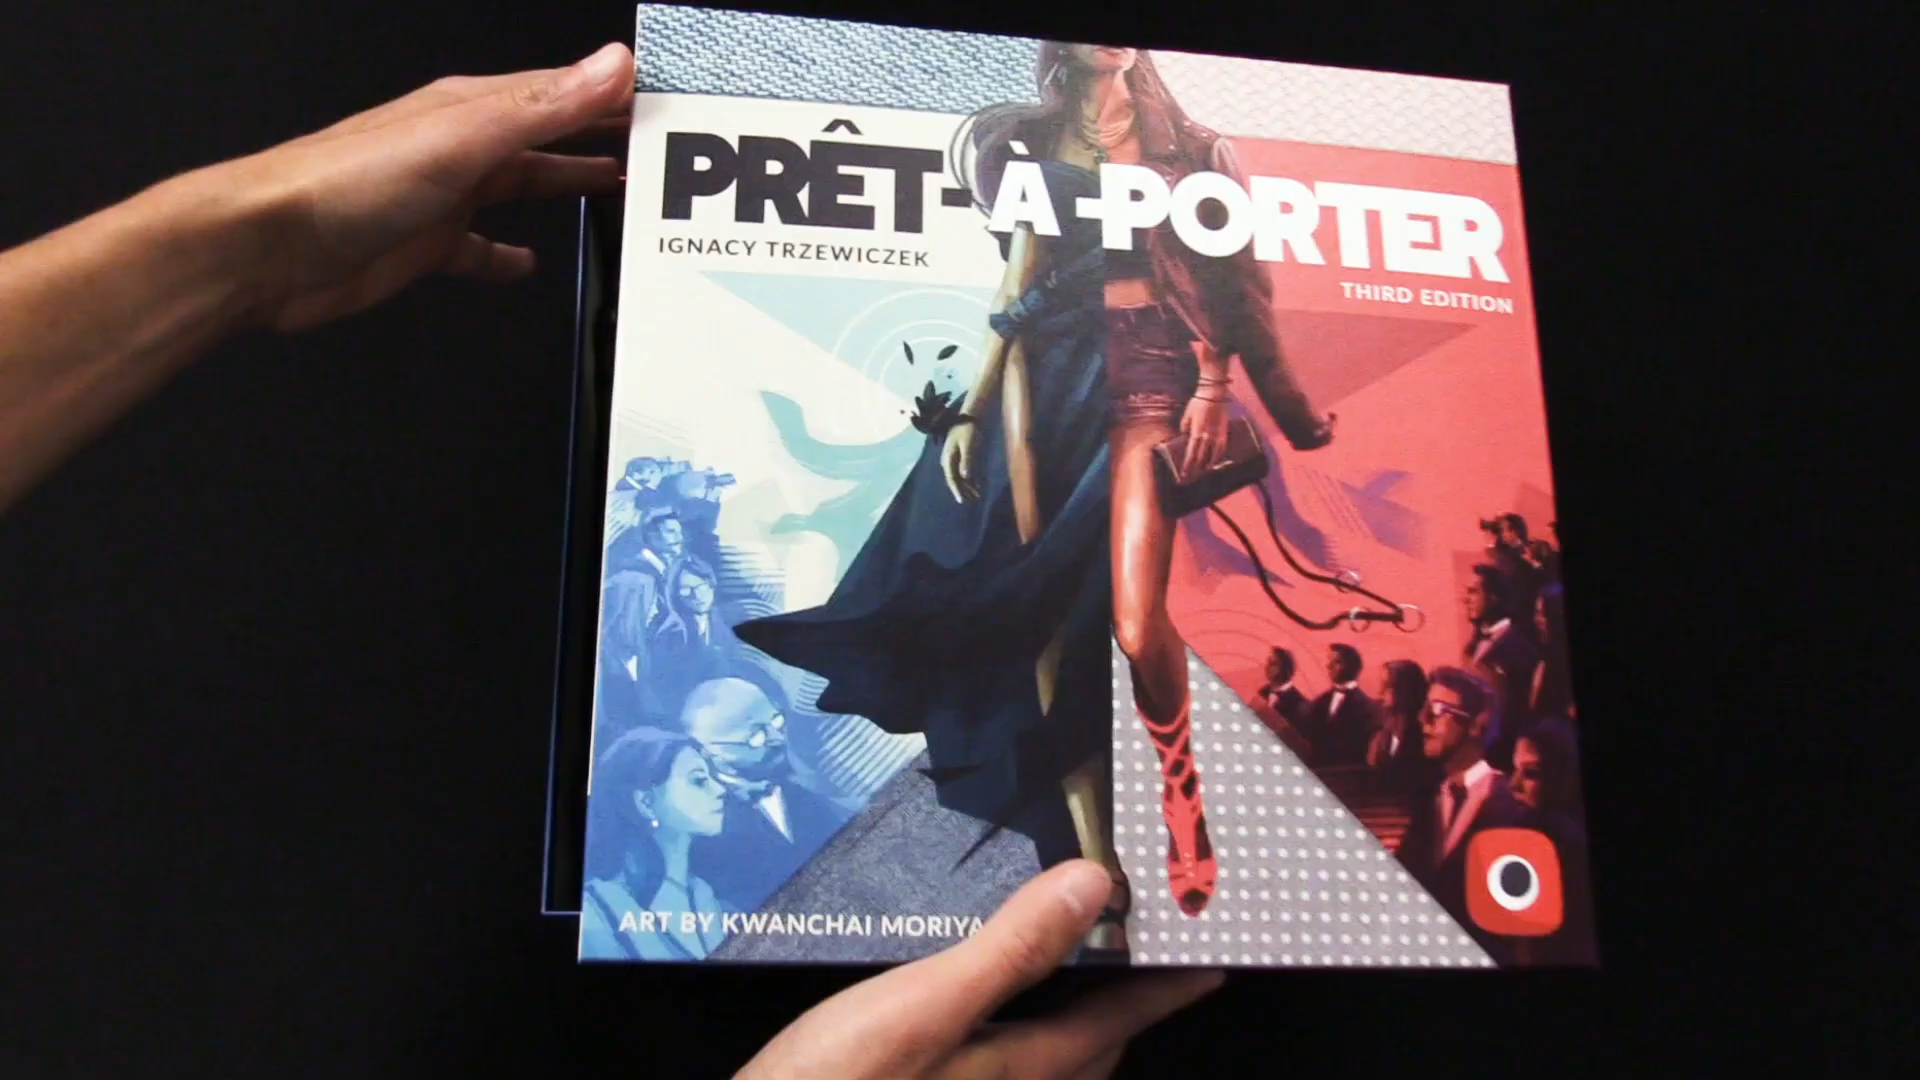 PRÊT-À-PORTER
IGNACY TRZEWICZEK
THIRD EDITION
ART BY KWANCHAI MORIYA